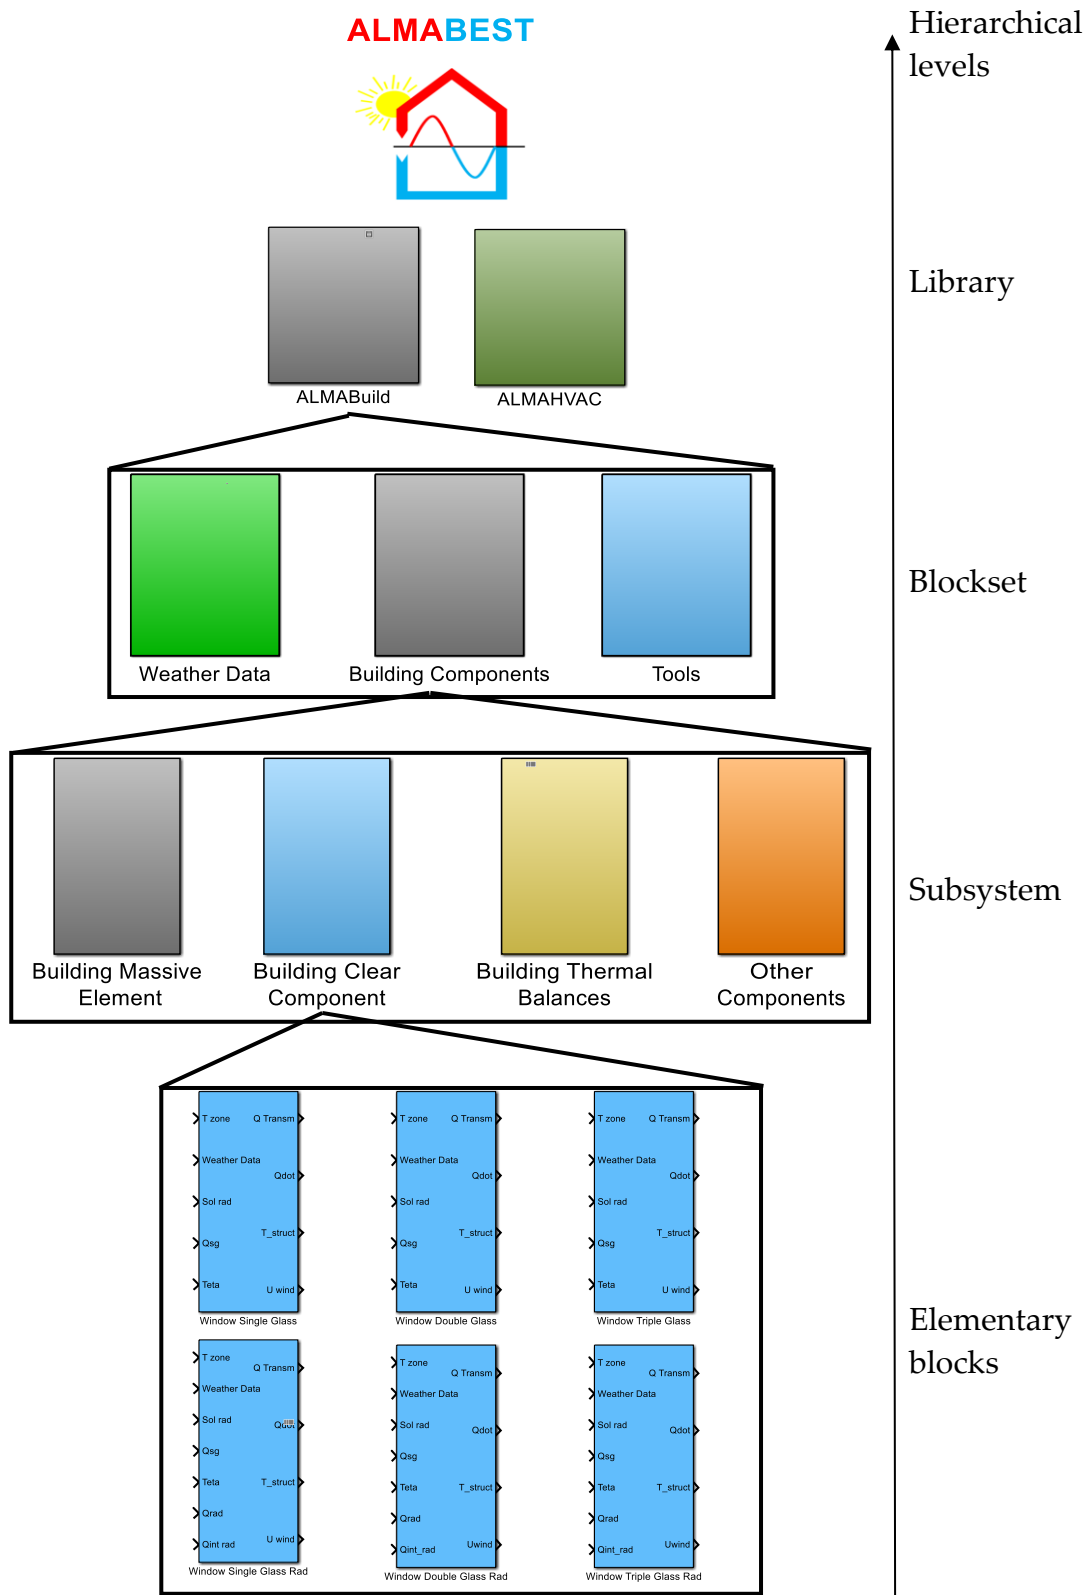 ALMABEST
Hierarchical
levels
ALMABuild
ALMAHVAC
Library
Weather Data
Building Components
Tools
Blockset
Building Massive
Element
Building Clear
Component
Building Thermal
Balances
Other
Components
Subsystem
T zone
Q Transm
Weather Data
Qdot
Sol rad
T_struct
Qsg
Teta
U wind
Window Single Glass
T zone
Q Transm
Weather Data
Qdot
Sol rad
T_struct
Qsg
Teta
U wind
Window Double Glass
T zone
Q Transm
Weather Data
Qdot
Sol rad
T_struct
Qsg
Teta
U wind
Window Triple Glass
T zone
Q Transm
Weather Data
Sol rad
Qdot
Qsg
Teta
T_struct
Qrad
Qint rad
U wind
Window Single Glass Rad
T zone
Q Transm
Weather Data
Sol rad
Qdot
Qsg
Teta
T_struct
Qrad
Qint_rad
Uwind
Window Double Glass Rad
T zone
Q Transm
Weather Data
Sol rad
Qdot
Qsg
Teta
T_struct
Qrad
Qint_rad
Uwind
Window Triple Glass Rad
Elementary
blocks